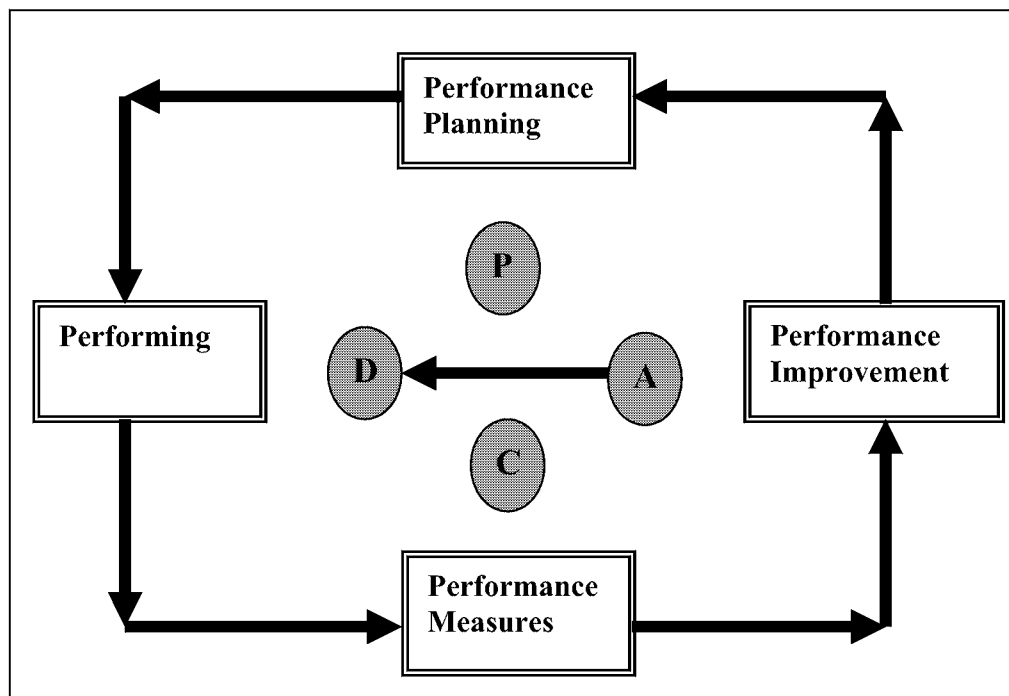 Performance
Planning
P
Performing
D
A
Performance
Improvement
C
Performance
Measures